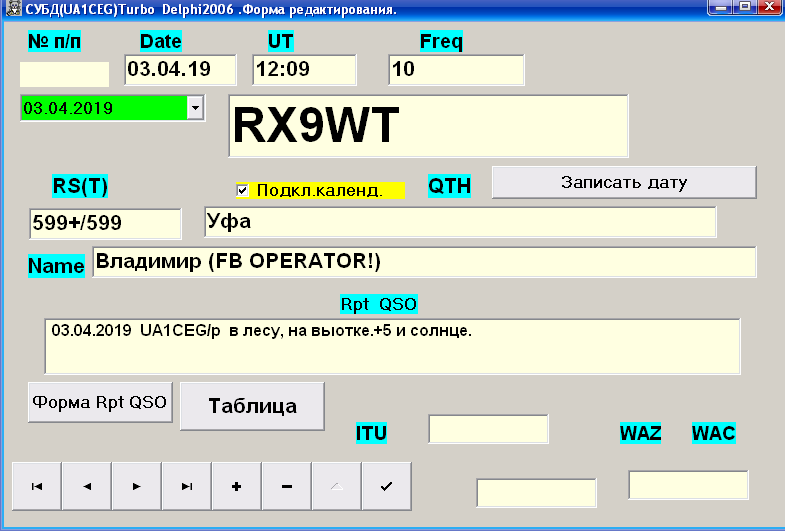 СУБД(UA1CEG)Turbo Delphi2006 .Форма редактирования.
№ п/п Date UT Freq
03.04.19 12:09 10
03.04.2019
RX9WT
RS(T) Подкл.календ. QTH Записать дату
599+/599 Уфа
Name Владимир (FB OPERATOR!)
Rpt QSO
03.04.2019 UA1CEG/p в лесу, на выотке.+5 и солнце.
Форма Rpt QSO Таблица
ITU WAZ WAC